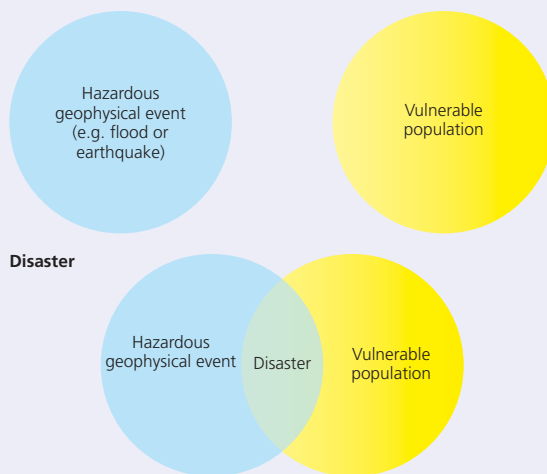 Hazardous
geophysical event
(e.g. flood or
earthquake)
Vulnerable
population
Disaster
Hazardous
geophysical event
Disaster
Vulnerable
population